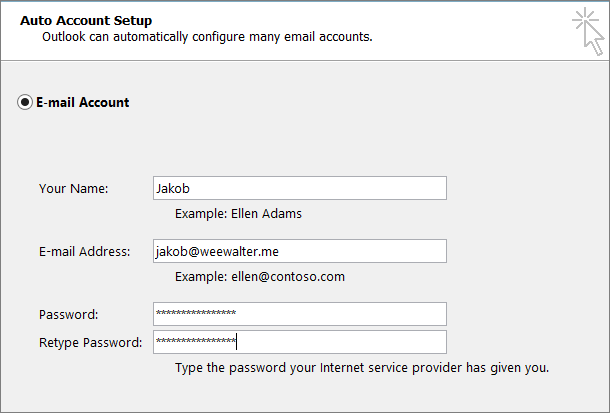 Auto Account Setup
Outlook can automatically configure many email accounts.
E-mail Account
Your Name: Jakob
Example: Ellen Adams
E-mail Address: jakob@weewalter.me
Example: ellen@contoso.com
Password: ****************
Retype Password: ****************
Type the password your Internet service provider has given you.